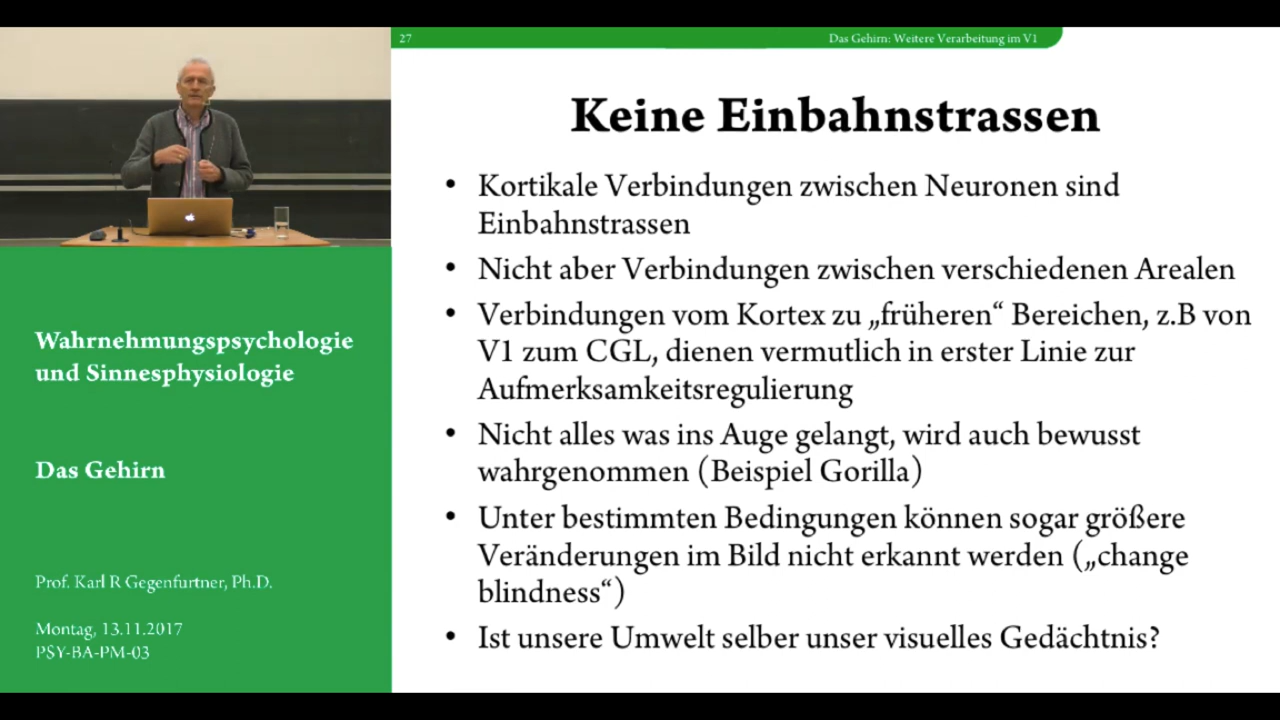 27
Das Gehirn: Weitere Verarbeitung im V1
Keine Einbahnstrassen
• Kortikale Verbindungen zwischen Neuronen sind
Einbahnstrassen
• Nicht aber Verbindungen zwischen verschiedenen Arealen
• Verbindungen vom Kortex zu „früheren“ Bereichen, z.B von
V1 zum CGL, dienen vermutlich in erster Linie zur
Aufmerksamkeitsregulierung
• Nicht alles was ins Auge gelangt, wird auch bewusst
wahrgenommen (Beispiel Gorilla)
• Unter bestimmten Bedingungen können sogar größere
Veränderungen im Bild nicht erkannt werden („change
blindness“)
• Ist unsere Umwelt selber unser visuelles Gedächtnis?
Wahrnehmungspsychologie
und Sinnesphysiologie
Das Gehirn
Prof. Karl R Gegenfurtner, Ph.D.
Montag, 13.11.2017
PSY-BA-PM-03